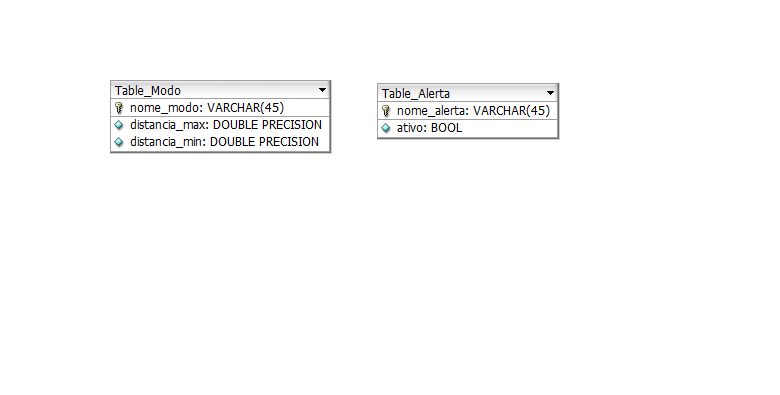 Table_Modo
nome_modo: VARCHAR(45)
distancia_max: DOUBLE PRECISION
distancia_min: DOUBLE PRECISION
Table_Alerta
nome_alerta: VARCHAR(45)
ativo: BOOL